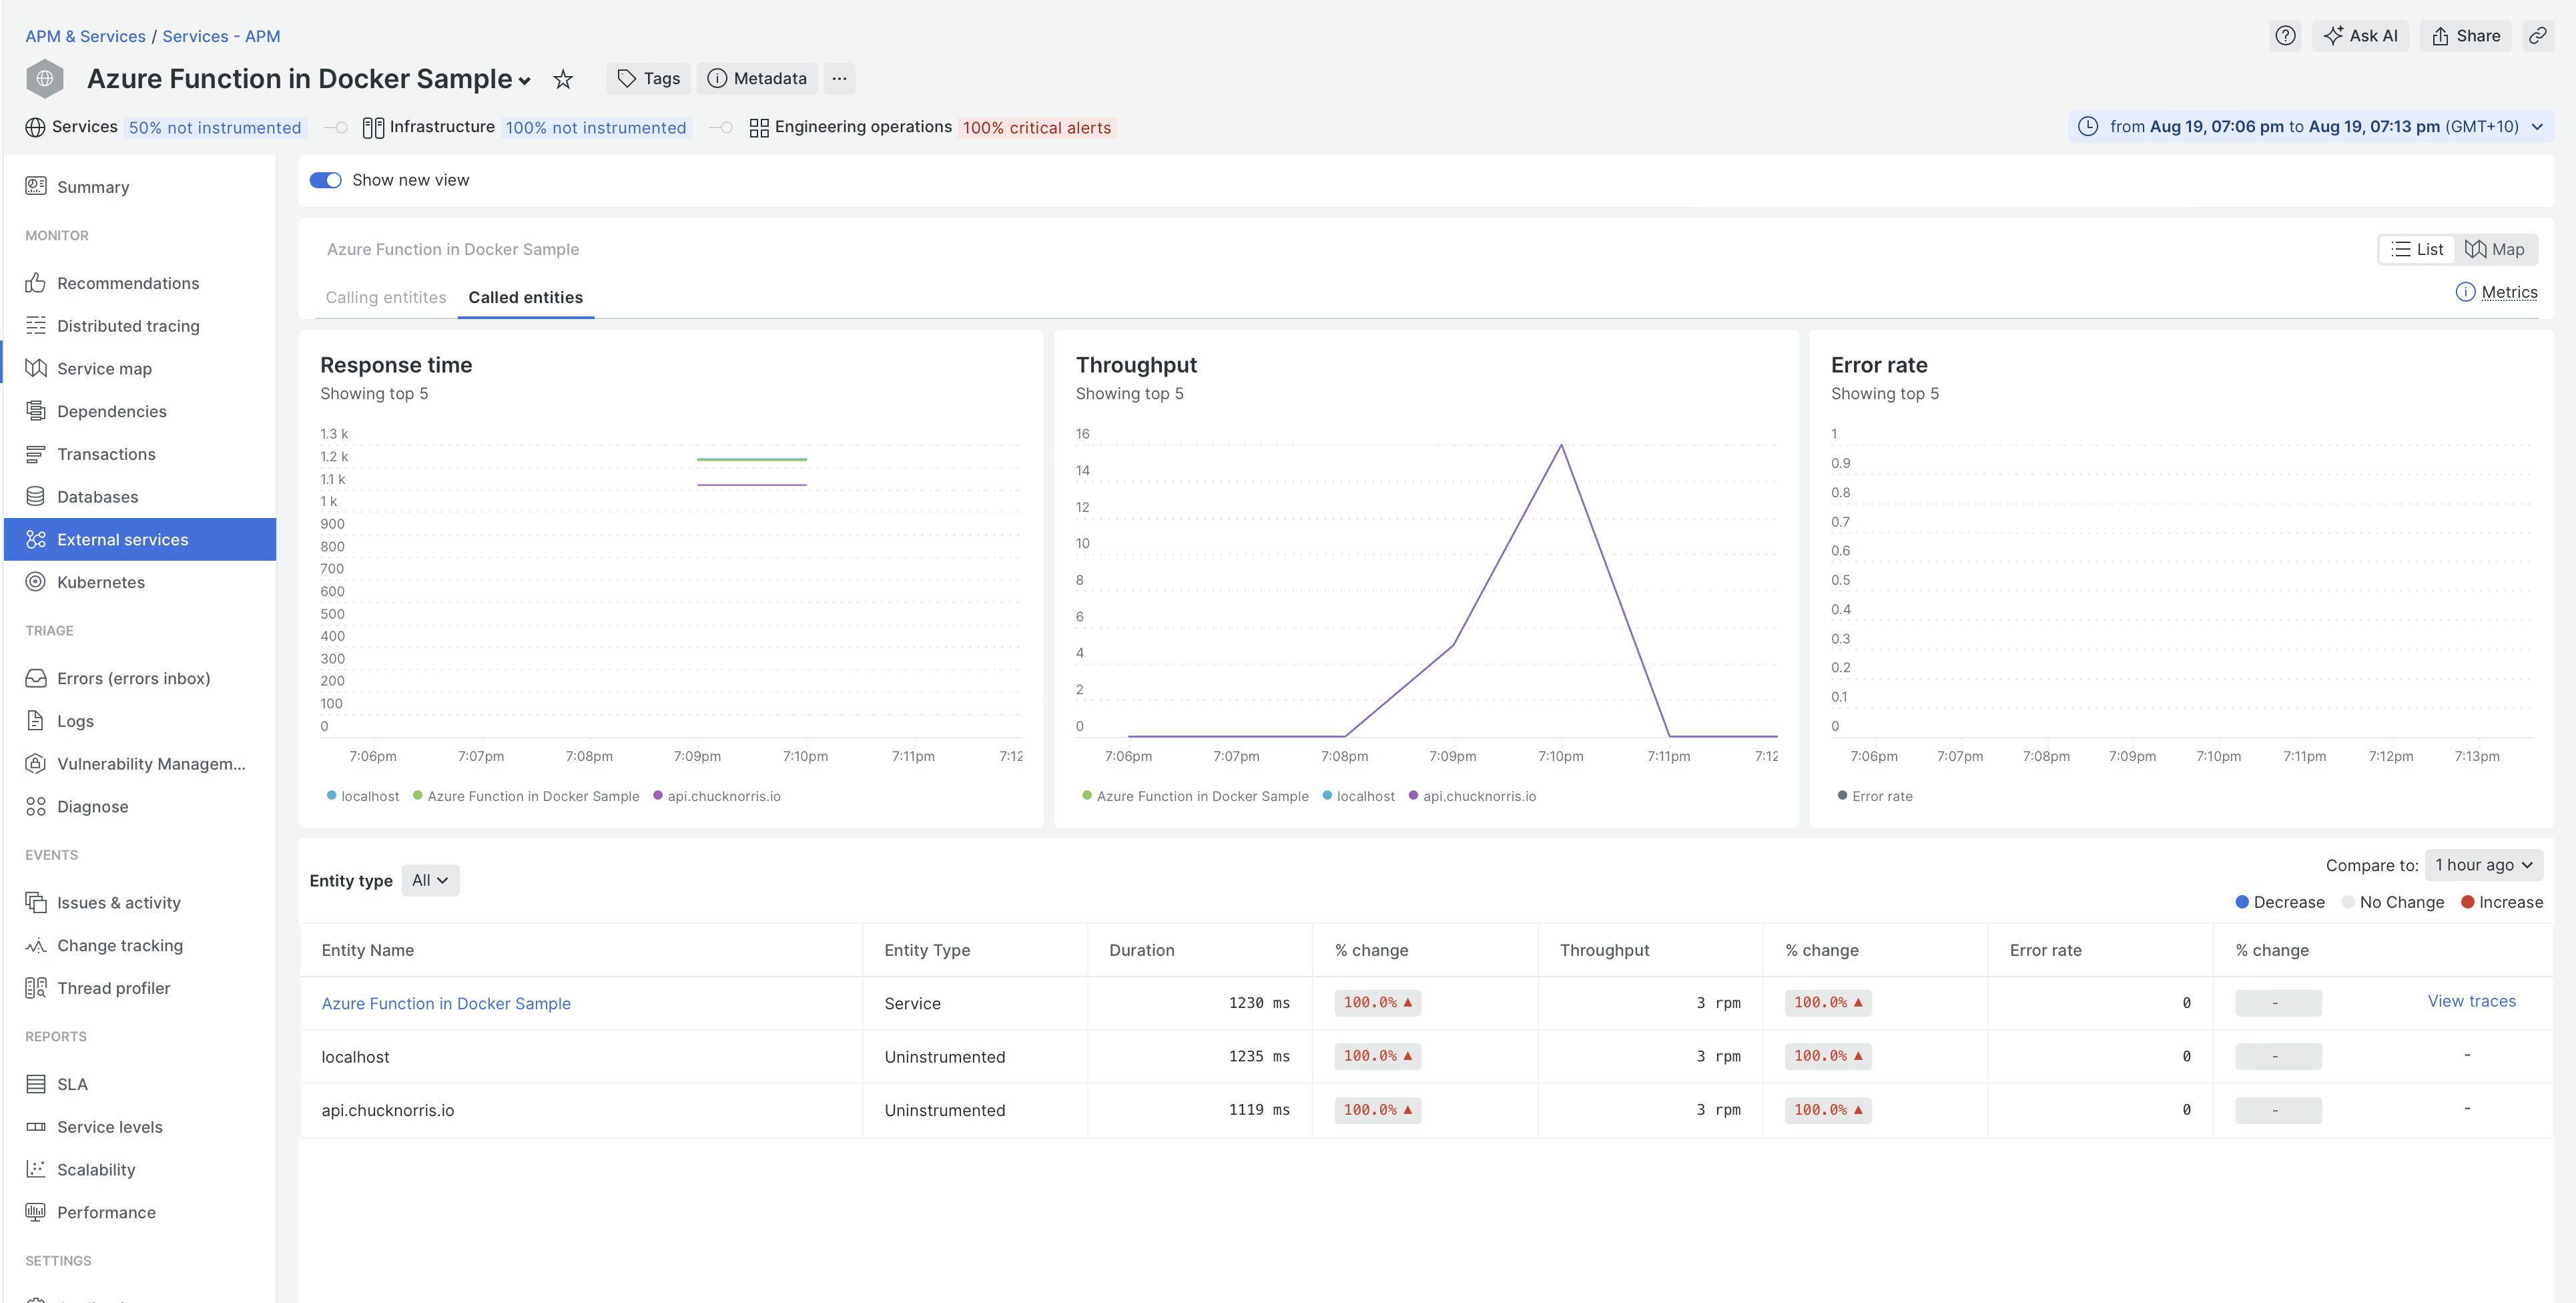 APM & Services / Services - APM
Ask AI
Share
Azure Function in Docker Sample
Tags
Metadata
...
Services 50% not instrumented
Infrastructure 100% not instrumented
Engineering operations 100% critical alerts
from Aug 19, 07:06 pm to Aug 19, 07:13 pm (GMT+10)
Summary
MONITOR
Recommendations
Distributed tracing
Service map
Dependencies
Transactions
Databases
External services
Kubernetes
TRIAGE
Errors (errors inbox)
Logs
Vulnerability Managem...
Diagnose
EVENTS
Issues & activity
Change tracking
Thread profiler
REPORTS
SLA
Service levels
Scalability
Performance
SETTINGS
Show new view
Azure Function in Docker Sample
List
Map
Calling entitites
Called entities
Metrics
Response time
Showing top 5
1.3 k
1.2 k
1.1 k
1 k
900
800
700
600
500
400
300
200
100
0
7:06pm 7:07pm 7:08pm 7:09pm 7:10pm 7:11pm 7:12
localhost Azure Function in Docker Sample api.chucknorris.io
Throughput
Showing top 5
16
14
12
10
8
6
4
2
0
7:06pm 7:07pm 7:08pm 7:09pm 7:10pm 7:11pm 7:12
Azure Function in Docker Sample localhost api.chucknorris.io
Error rate
Showing top 5
1
0.9
0.8
0.7
0.6
0.5
0.4
0.3
0.2
0.1
0
7:06pm 7:07pm 7:08pm 7:09pm 7:10pm 7:11pm 7:12pm 7:13pm
Error rate
Entity type All
Compare to: 1 hour ago
Decrease No Change Increase
Entity Name Entity Type Duration % change Throughput % change Error rate % change
Azure Function in Docker Sample Service 1230 ms 100.0% ▲ 3 rpm 100.0% ▲ 0 - View traces
localhost Uninstrumented 1235 ms 100.0% ▲ 3 rpm 100.0% ▲ 0 - -
api.chucknorris.io Uninstrumented 1119 ms 100.0% ▲ 3 rpm 100.0% ▲ 0 - -